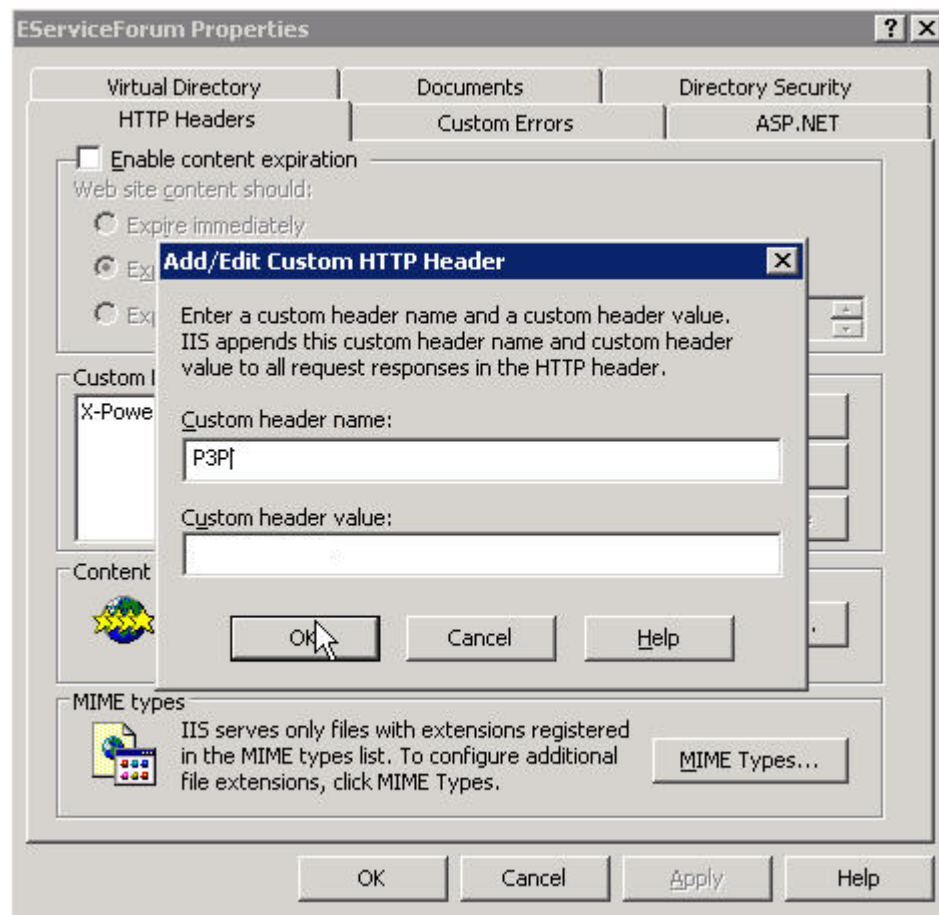 EServiceForum Properties
Virtual Directory Documents Directory Security
HTTP Headers Custom Errors ASP.NET
Enable content expiration
Web site content should:
Expire immediately
Add/Edit Custom HTTP Header
Enter a custom header name and a custom header value.
IIS appends this custom header name and custom header
value to all request responses in the HTTP header.
Custom
X-Powe
Custom header name:
P3P
Custom header value:
Content
OK Cancel Help
MIME types
IIS serves only files with extensions registered
in the MIME types list. To configure additional
file extensions, click MIME Types.
MIME Types...
OK Cancel Apply Help